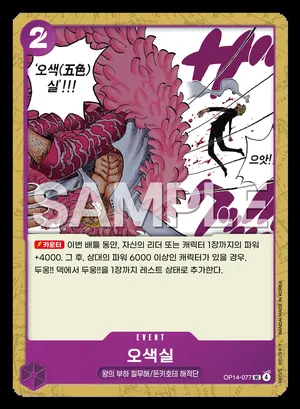 2
'오색(五色)
실'!!!
으앗!
SAMPLE
카운터 이번 배틀 동안, 자신의 리더 또는 캐릭터 1장까지의 파워
+4000. 그 후, 상대의 파워 6000 이상인 캐릭터가 있을 경우,
두웅!! 덱에서 두웅!!을 1장까지 레스트 상태로 추가한다.
EVENT
오색실
왕의 부하 칠무해/돈키호테 해적단
OP14-077